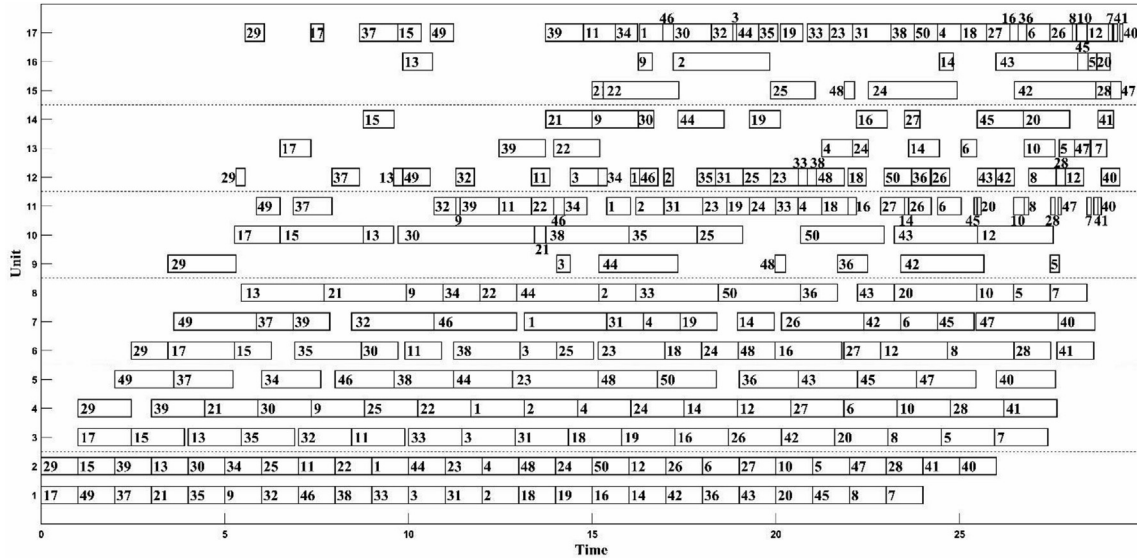 46 3 16 36 8 10 7 41
17 29 17 37 15 49 39 11 34 1 30 32 44 35 19 33 23 31 38 50 4 18 27 6 26 12 40
45
16 13 9 2 14 43 5 20
15 2 22 25 48 24 42 28 47
14 15 21 9 30 44 19 16 27 45 20 41
13 17 39 22 4 24 14 6 10 5 47 7
33 38 28
12 29 37 13 49 32 13 3 34 1 46 2 35 31 25 23 48 18 50 36 26 43 42 8 12 40
11 49 37 32 39 11 22 34 1 2 31 23 19 24 33 4 18 16 27 26 6 20 8 47 40
9 46 14 45 10 28 7 41
10 17 15 13 30 38 35 25 50 43 12
21
9 29 3 44 48 36 42 5
8 13 21 9 34 22 44 2 33 50 36 43 20 10 5 7
7 49 37 39 32 46 1 31 4 19 14 26 42 6 45 47 40
6 29 17 15 35 30 11 38 3 25 23 18 24 48 16 27 12 8 28 41
5 49 37 34 46 38 44 23 48 50 36 43 45 47 40
4 29 39 21 30 9 25 22 1 2 4 24 14 12 27 6 10 28 41
3 17 15 13 35 32 11 33 3 31 18 19 16 26 42 20 8 5 7
2 29 15 39 13 30 34 25 11 22 1 44 23 4 48 24 50 12 26 6 27 10 5 47 28 41 40
1 17 49 37 21 35 9 32 46 38 33 3 31 2 18 19 16 14 42 36 43 20 45 8 7
0 5 10 15 20 25
Time
Unit